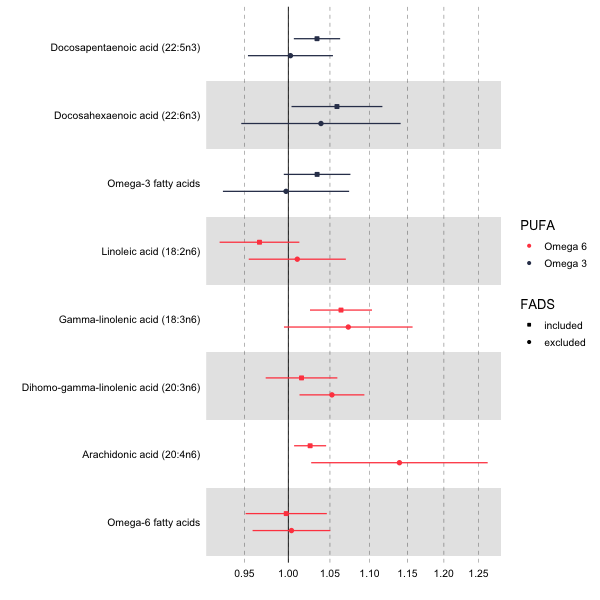 Docosapentaenoic acid (22:5n3)
Docosahexaenoic acid (22:6n3)
Omega-3 fatty acids
Linoleic acid (18:2n6)
Gamma-linolenic acid (18:3n6)
Dihomo-gamma-linolenic acid (20:3n6)
Arachidonic acid (20:4n6)
Omega-6 fatty acids
0.95 1.00 1.05 1.10 1.15 1.20 1.25
PUFA
Omega 6
Omega 3
FADS
included
excluded